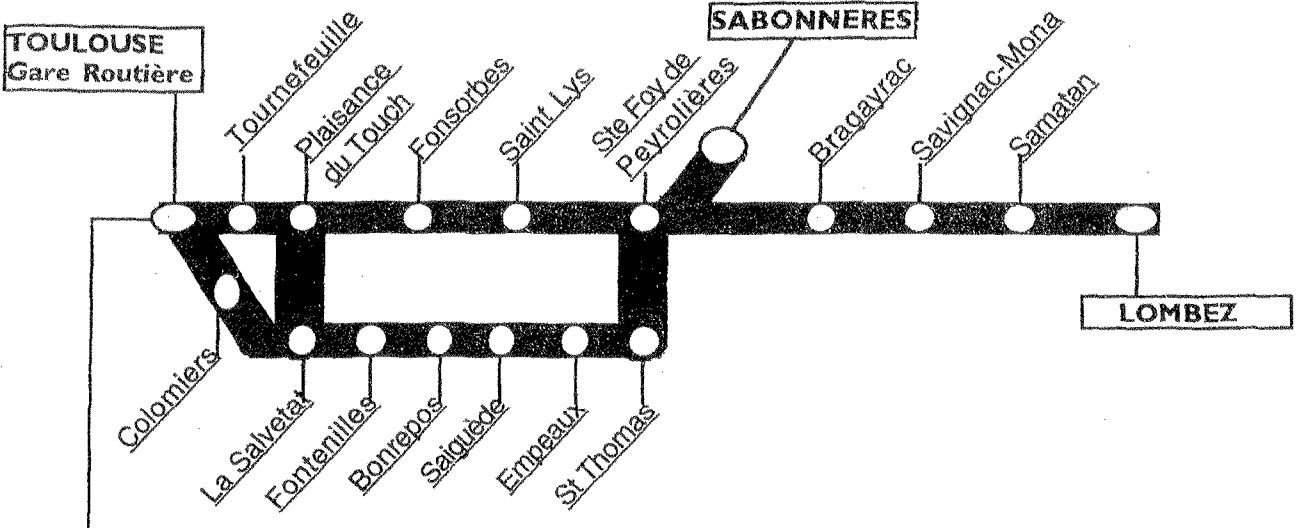 TOULOUSE
Gare Routière
Tournefeuille
Plaisance
du Touch
Fonsorbes
Saint Lys
Ste Foy de
Peyrolières
SABONNERES
Bragayrac
Savignac-Mona
Samatan
LOMBEZ
Colomiers
La Salvetat
Fontenilles
Bonrepos
Saiguède
Empeaux
St Thomas